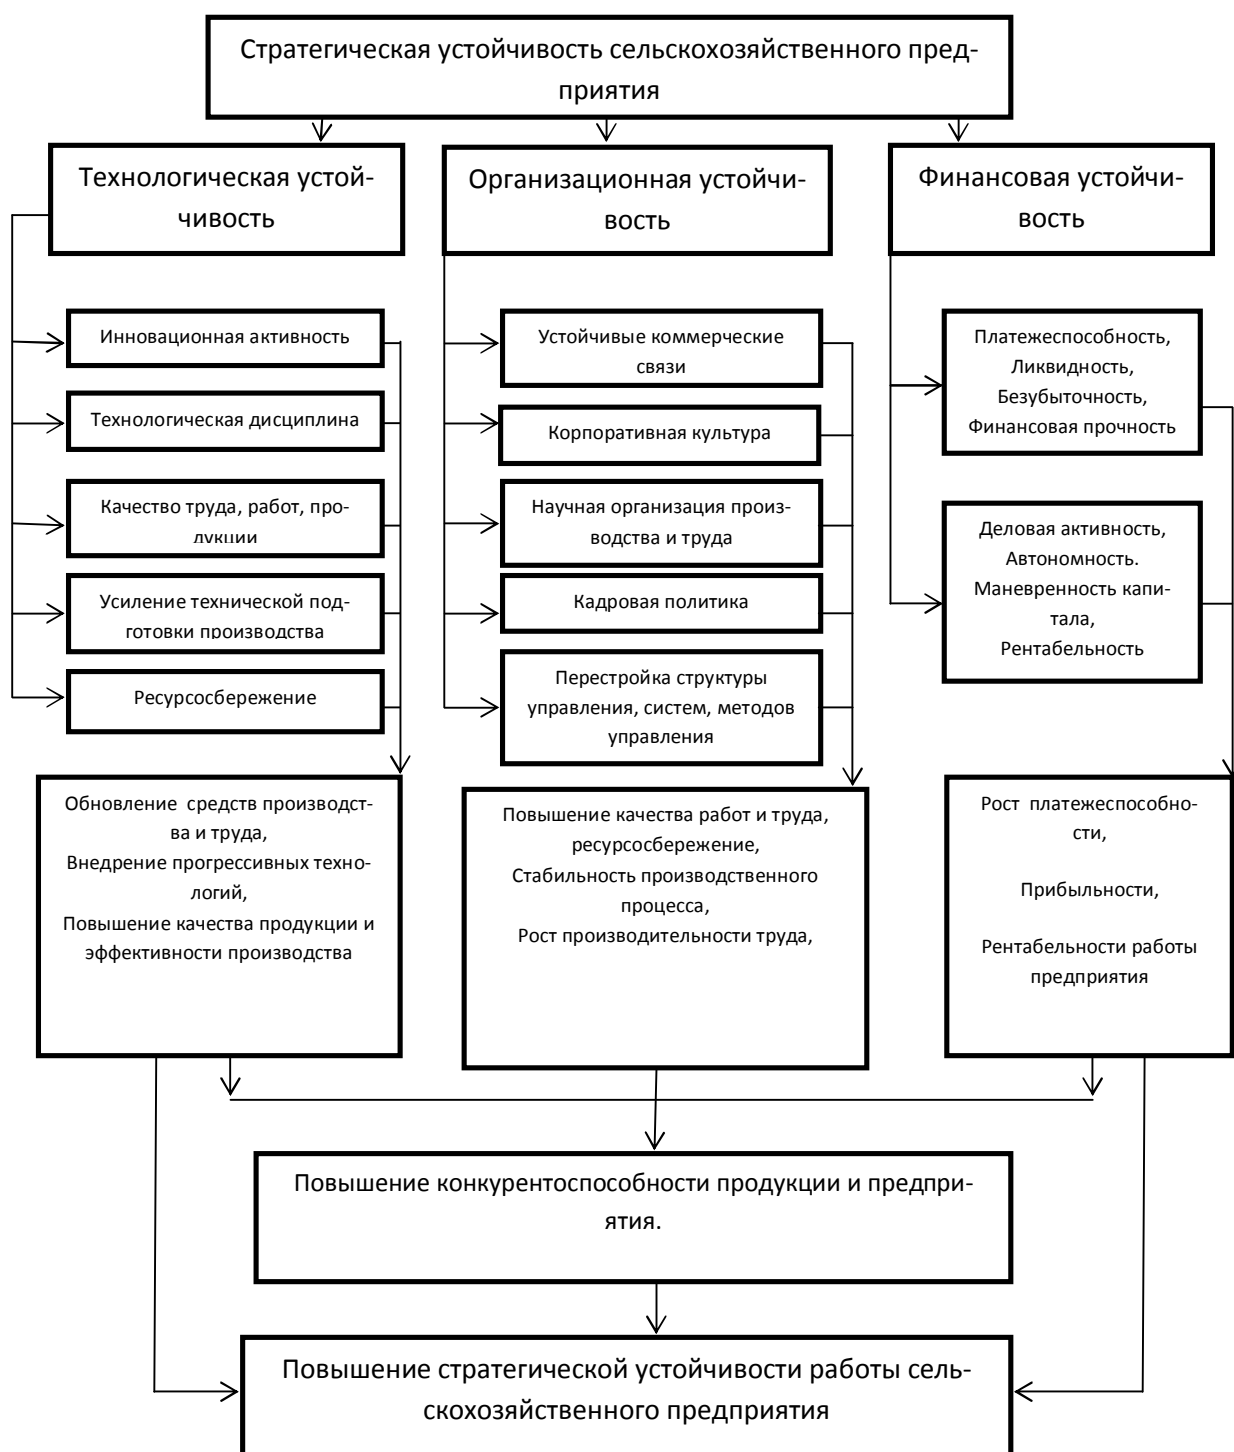 Стратегическая устойчивость сельскохозяйственного пред-
приятия
Технологическая устой-
чивость
Организационная устойчи-
вость
Финансовая устойчи-
вость
Инновационная активность
Технологическая дисциплина
Качество труда, работ, про-
дукции
Усиление технической под-
готовки производства
Ресурсосбережение
Устойчивые коммерческие
связи
Корпоративная культура
Научная организация произ-
водства и труда
Кадровая политика
Перестройка структуры
управления, систем, методов
управления
Платежеспособность,
Ликвидность,
Безубыточность,
Финансовая прочность
Деловая активность,
Автономность.
Маневренность капи-
тала,
Рентабельность
Обновление средств производст-
ва и труда,
Внедрение прогрессивных техно-
логий,
Повышение качества продукции и
эффективности производства
Повышение качества работ и труда,
ресурсосбережение,
Стабильность производственного
процесса,
Рост производительности труда,
Рост платежеспособно-
сти,
Прибыльности,
Рентабельности работы
предприятия
Повышение конкурентоспособности продукции и предпри-
ятия.
Повышение стратегической устойчивости работы сель-
скохозяйственного предприятия